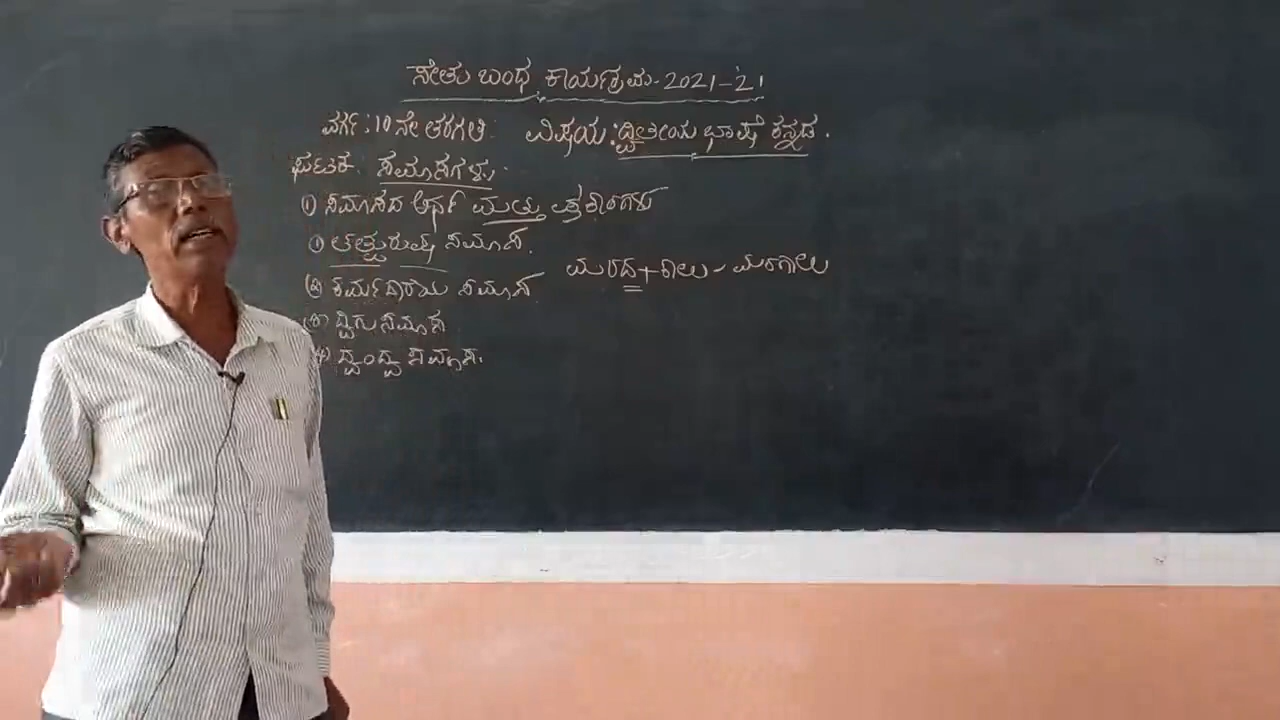 ಸೇತು ಬಂಧ ಕಾರ್ಯಕ್ರಮ-2021-21
ವರ್ಗ: 10 ನೇ ತರಗತಿ: ವಿಷಯ: ದ್ವಿತೀಯ ಭಾಷೆ ಕನ್ನಡ.
ಘಟಕ: ಸಮಾಸಗಳು.
① ಸಮಾಸದ ಅರ್ಥ ಮತ್ತು ಪ್ರಕಾರಗಳು
① ತತ್ಪುರುಷ ಸಮಾಸ.
ಮರದ+ಕಾಲು - ಮರಗಾಲು
② ಕರ್ಮಧಾರಯ ಸಮಾಸ
③ ದ್ವಿಗು ಸಮಾಸ
④ ದ್ವಂದ್ವ ಸಮಾಸ.